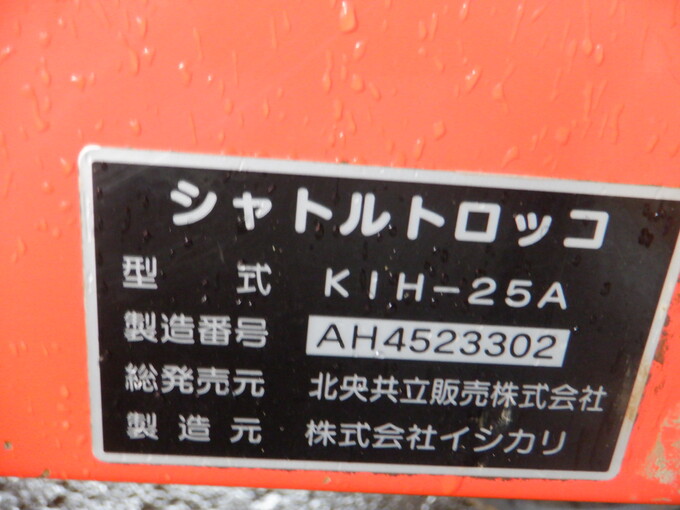 シャトルトロッコ
型式 KIH-25A
製造番号 AH4523302
総発売元 北央共立販売株式会社
製造元 株式会社イシカリ